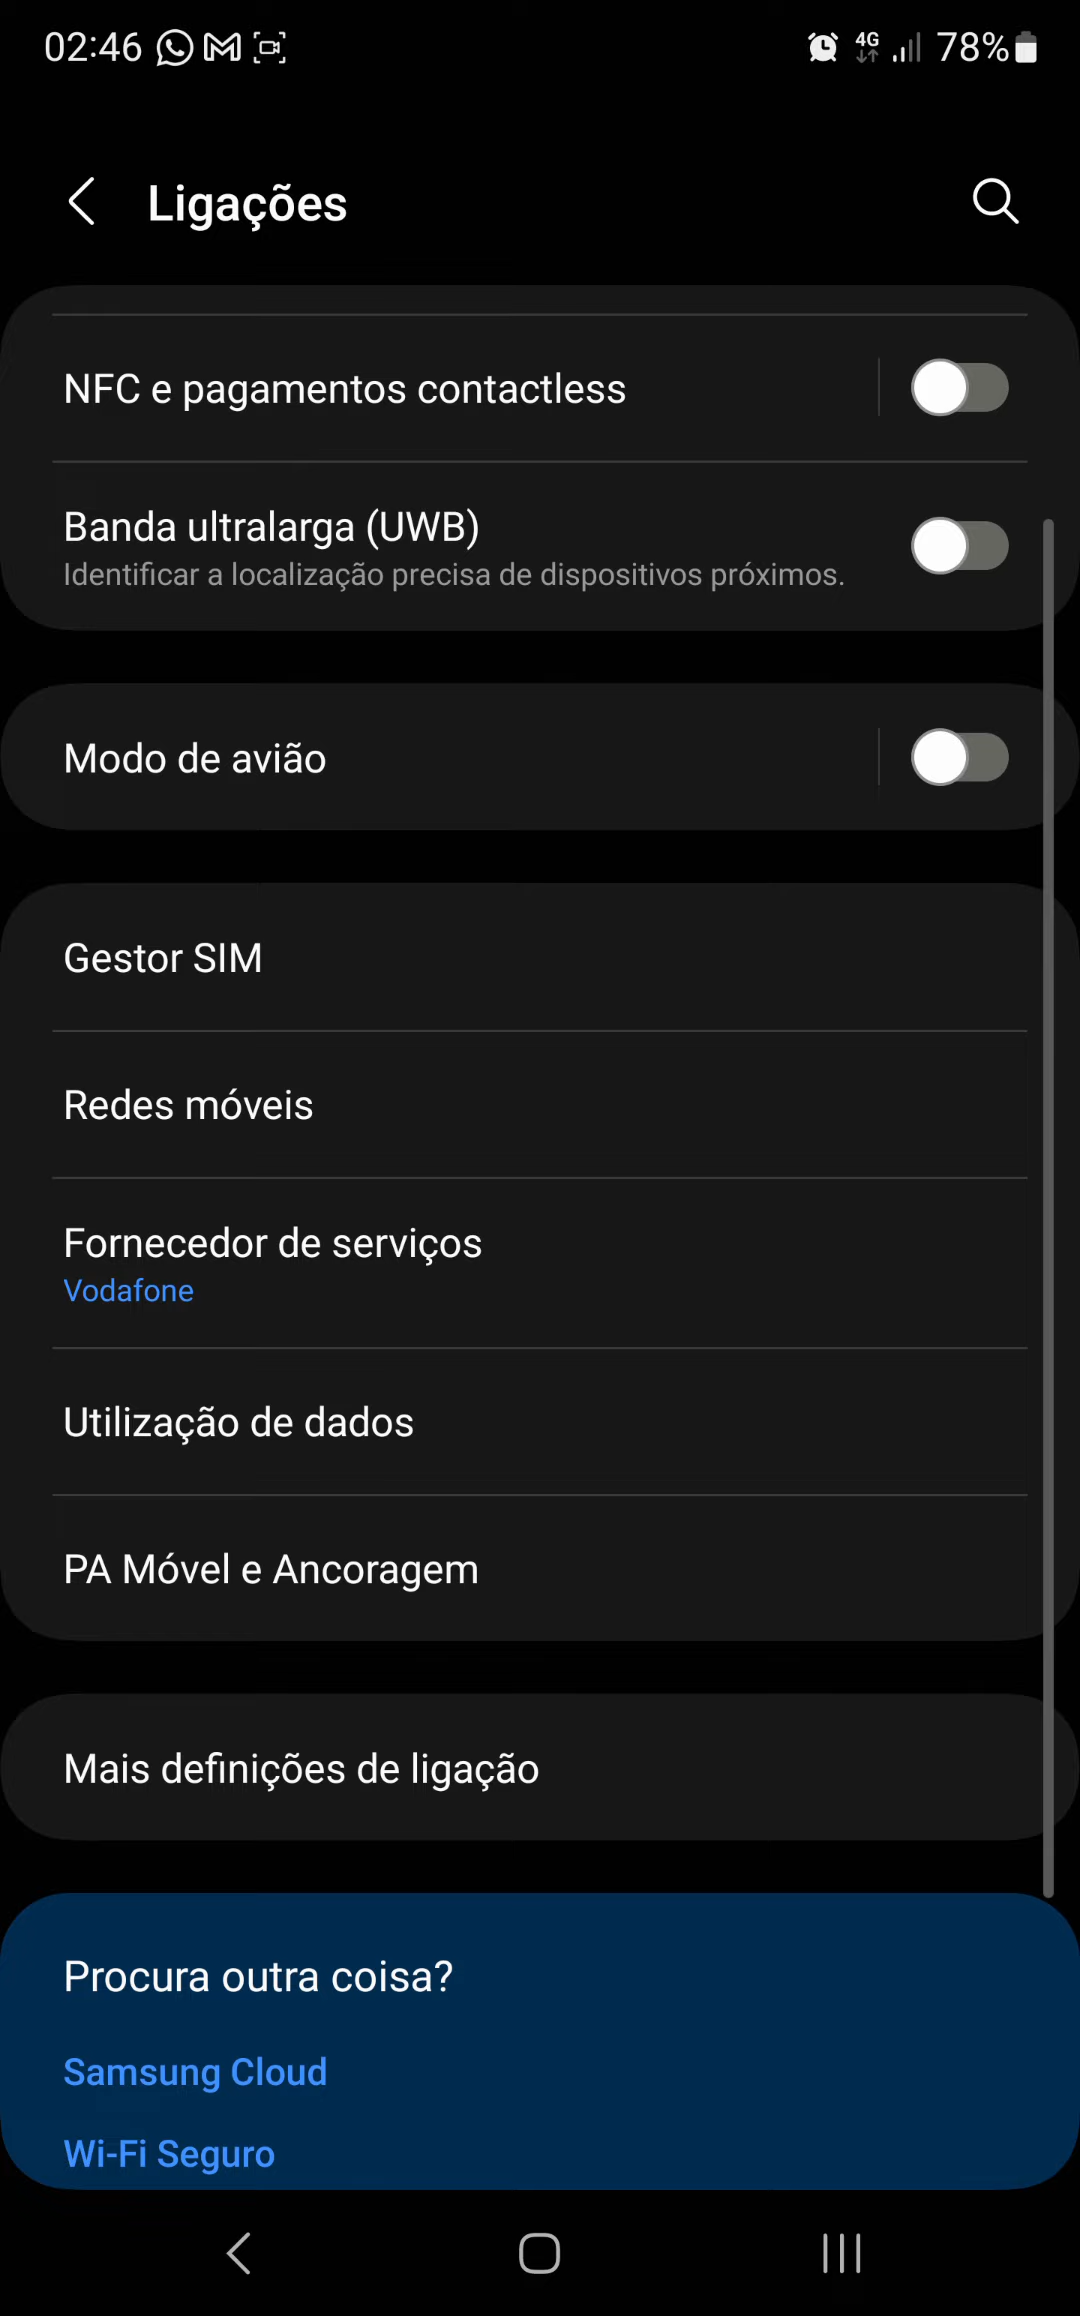 02:46
4G
78%
Ligações
NFC e pagamentos contactless
Banda ultralarga (UWB)
Identificar a localização precisa de dispositivos próximos.
Modo de avião
Gestor SIM
Redes móveis
Fornecedor de serviços
Vodafone
Utilização de dados
PA Móvel e Ancoragem
Mais definições de ligação
Procura outra coisa?
Samsung Cloud
Wi-Fi Seguro